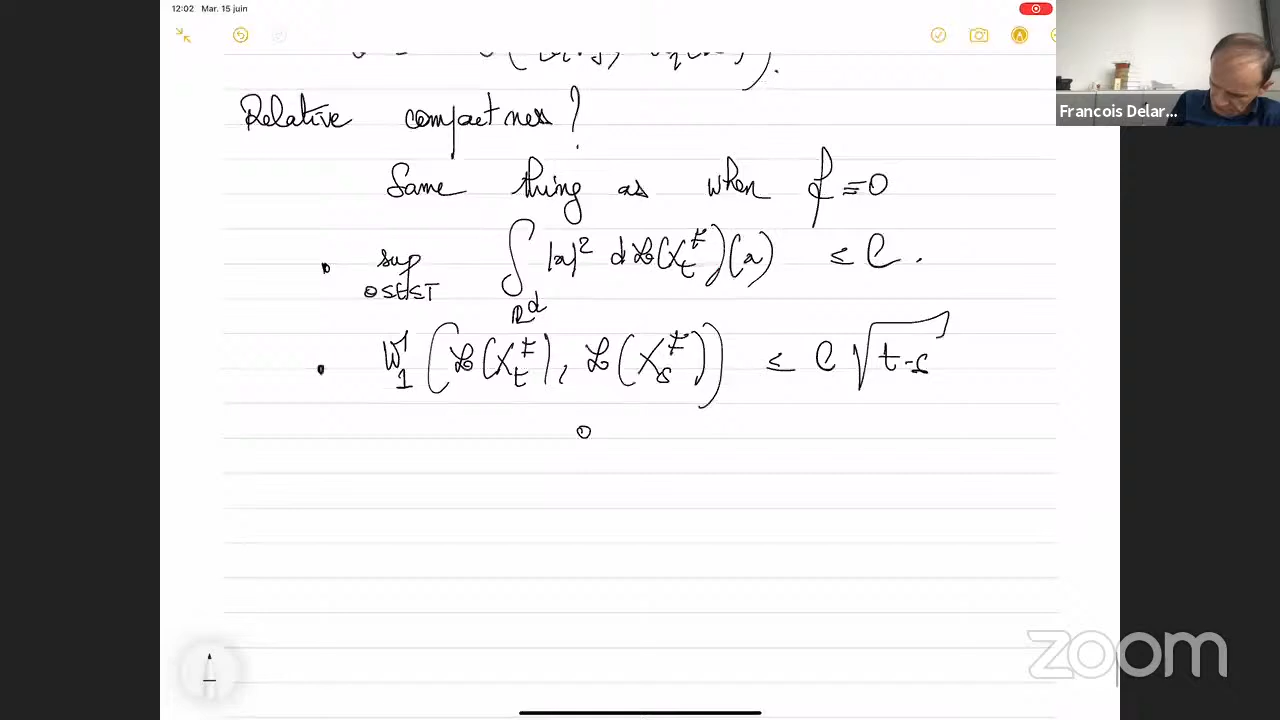 12:02 Mar. 15 juin
Francois Delar...
Relative compactness?
Same thing as when f ≡ 0
• sup 0≤t≤T ∫_{R^d} |a|² dℒ(X_t^F)(a) ≤ C.
• W_1(ℒ(X_t^F), ℒ(X_s^F)) ≤ C √(t-s)
zoom